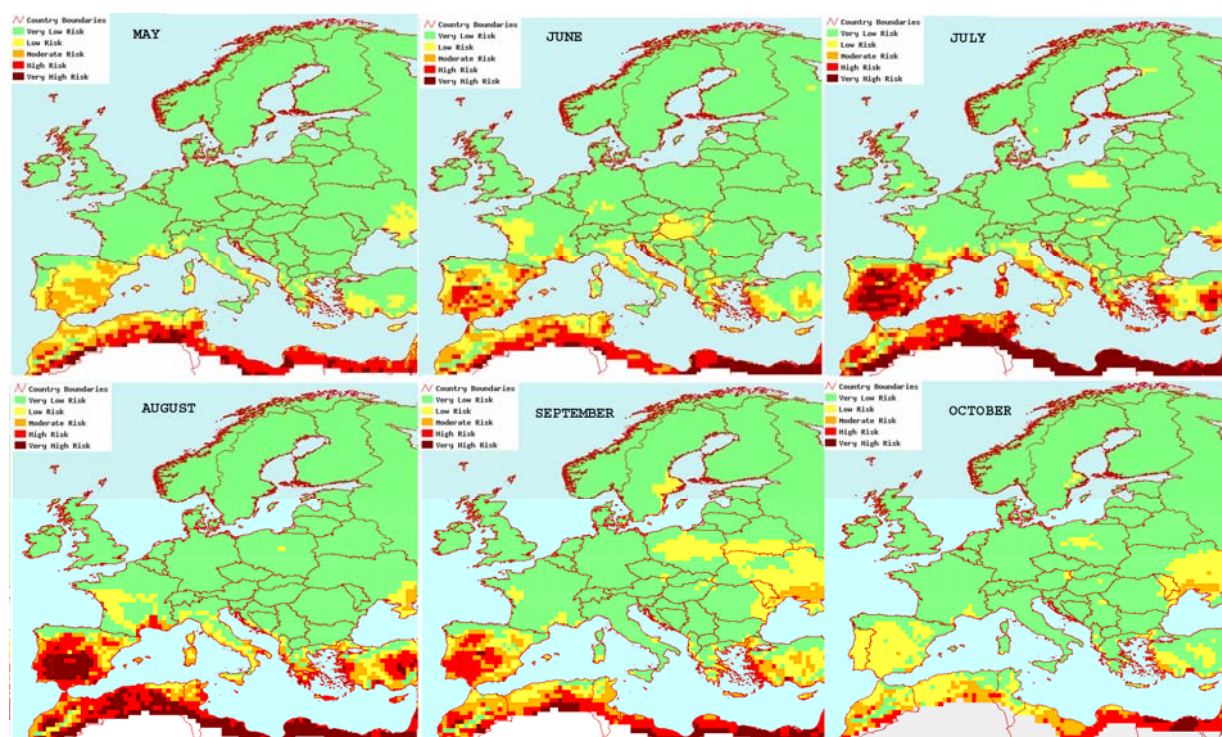 Country Boundaries
Very Low Risk
Low Risk
Moderate Risk
High Risk
Very High Risk
MAY
Country Boundaries
Very Low Risk
Low Risk
Moderate Risk
High Risk
Very High Risk
JUNE
Country Boundaries
Very Low Risk
Low Risk
Moderate Risk
High Risk
Very High Risk
JULY
Country Boundaries
Very Low Risk
Low Risk
Moderate Risk
High Risk
Very High Risk
AUGUST
Country Boundaries
Very Low Risk
Low Risk
Moderate Risk
High Risk
Very High Risk
SEPTEMBER
Country Boundaries
Very Low Risk
Low Risk
Moderate Risk
High Risk
Very High Risk
OCTOBER